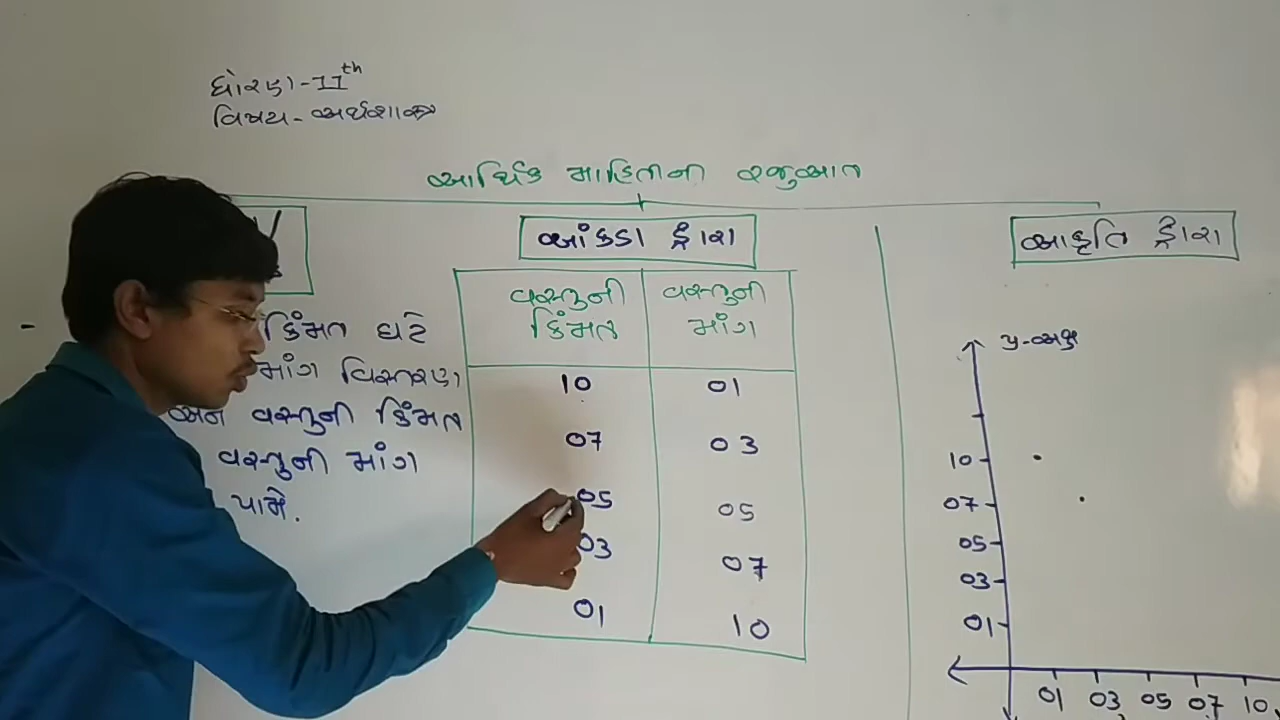 ધોરણ-11th
વિષય-અર્થશાસ્ત્ર
આર્થિક માહિતીની રજુઆત
આંકડા દ્વારા
આકૃતિ દ્વારા
કિંમત ઘટે
માંગ વિસ્તરણ
અને વસ્તુની કિંમત
વસ્તુની માંગ
પામે.
વસ્તુની કિંમત વસ્તુની માંગ
10 01
07 03
05 05
03 07
01 10
y-અક્ષ
10
07
05
03
01
01 03 05 07 10